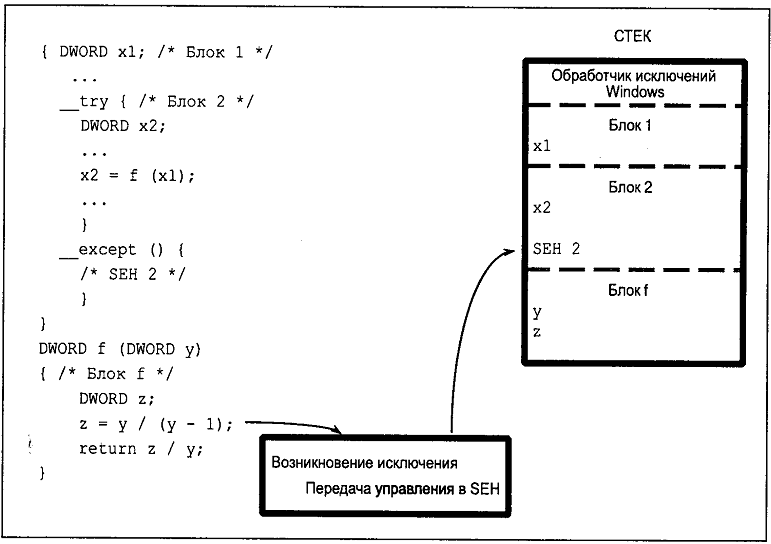 { DWORD x1; /* Блок 1 */
...
__try { /* Блок 2 */
DWORD x2;
...
x2 = f (x1);
...
}
__except () {
/* SEH 2 */
}
}
DWORD f (DWORD y)
{ /* Блок f */
DWORD z;
z = y / (y - 1);
return z / y;
}
Возникновение исключения
Передача управления в SEH
СТЕК
Обработчик исключений
Windows
Блок 1
x1
Блок 2
x2
SEH 2
Блок f
y
z